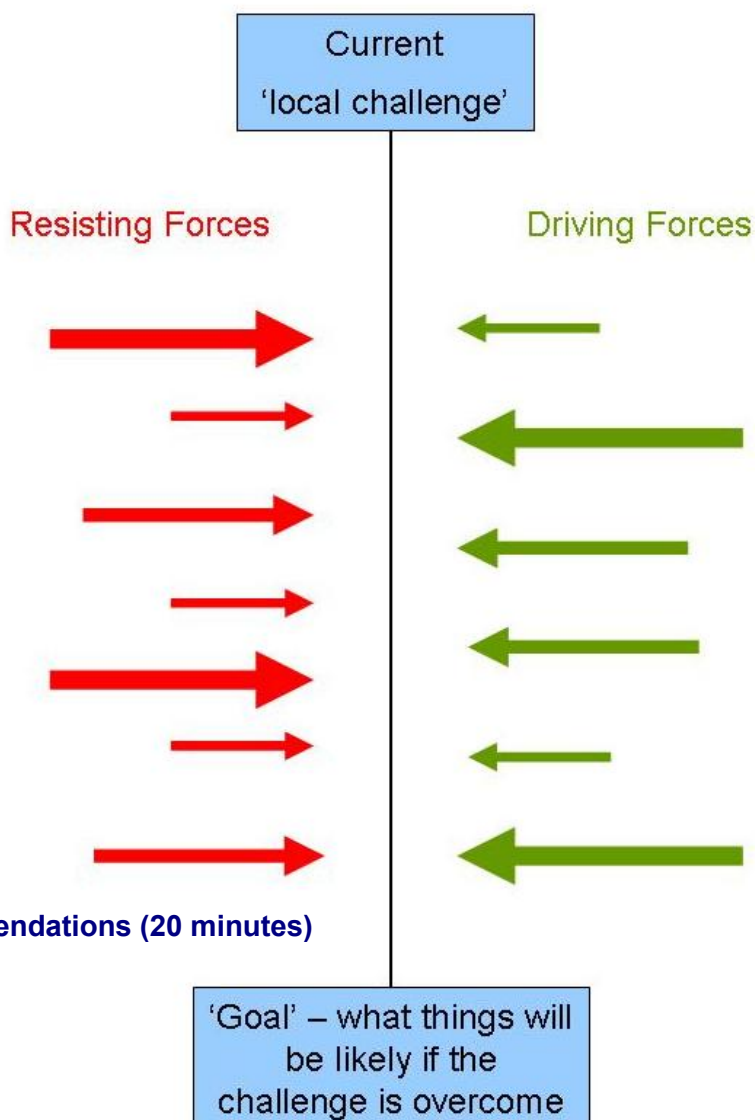 Current
‘local challenge’
Resisting Forces
Driving Forces
endations (20 minutes)
‘Goal’ – what things will
be likely if the
challenge is overcome